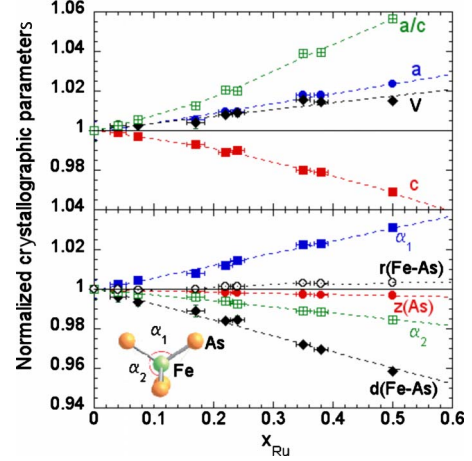 Normalized crystallographic parameters
1.06
a/c
1.04
a
1.02
V
1
0.98
c
1.04
α1
1.02
r(Fe-As)
1
z(As)
0.98
α1
As
α2
α2
Fe
0.96
d(Fe-As)
0.94
0 0.1 0.2 0.3 0.4 0.5 0.6
xRu